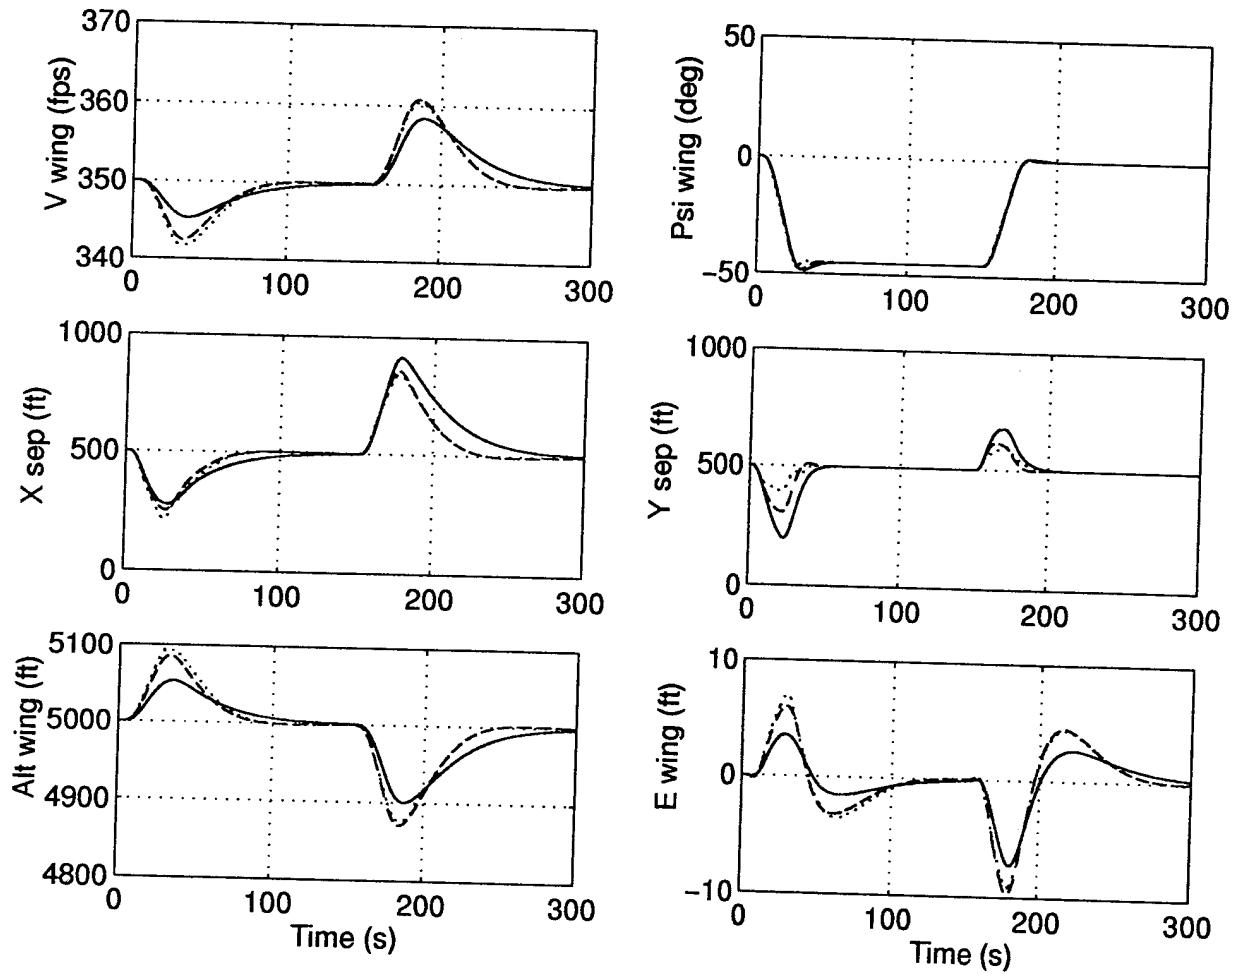 370
360
350
340
V wing (fps)
0 100 200 300
50
0
−50
Psi wing (deg)
0 100 200 300
1000
500
0
X sep (ft)
0 100 200 300
1000
500
0
Y sep (ft)
0 100 200 300
5100
5000
4900
4800
Alt wing (ft)
0 100 200 300
Time (s)
10
0
−10
E wing (ft)
0 100 200 300
Time (s)